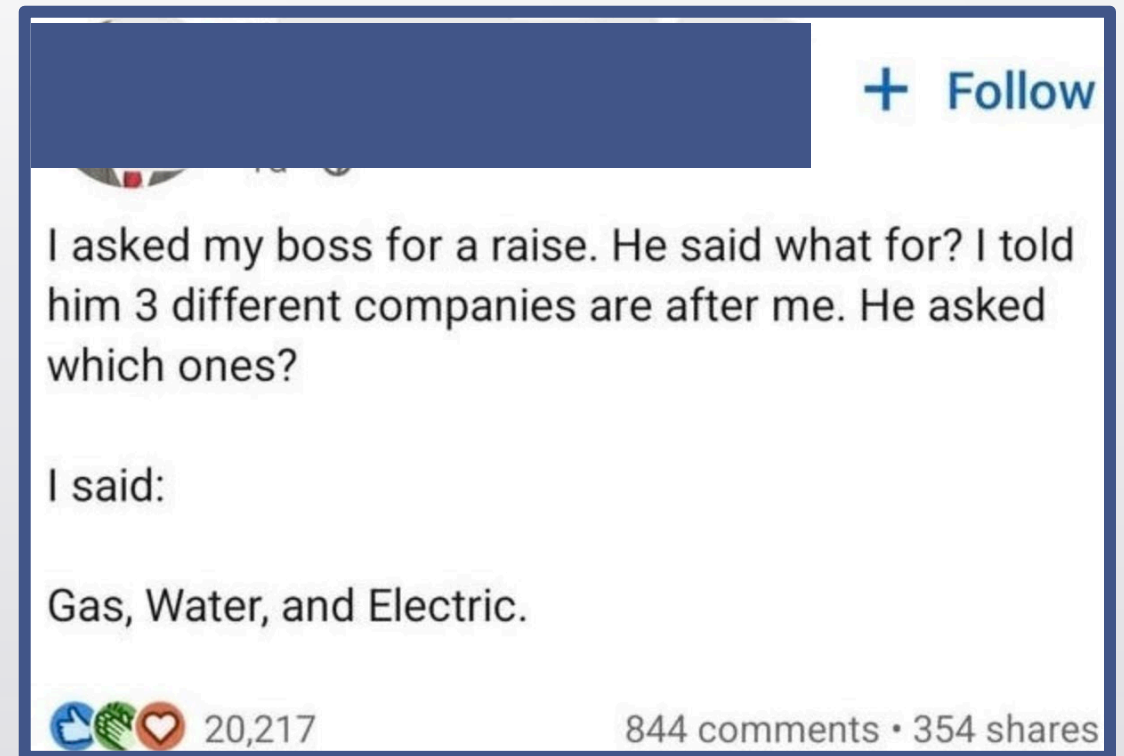 + Follow
I asked my boss for a raise. He said what for? I told
him 3 different companies are after me. He asked
which ones?
I said:
Gas, Water, and Electric.
20,217
844 comments • 354 shares